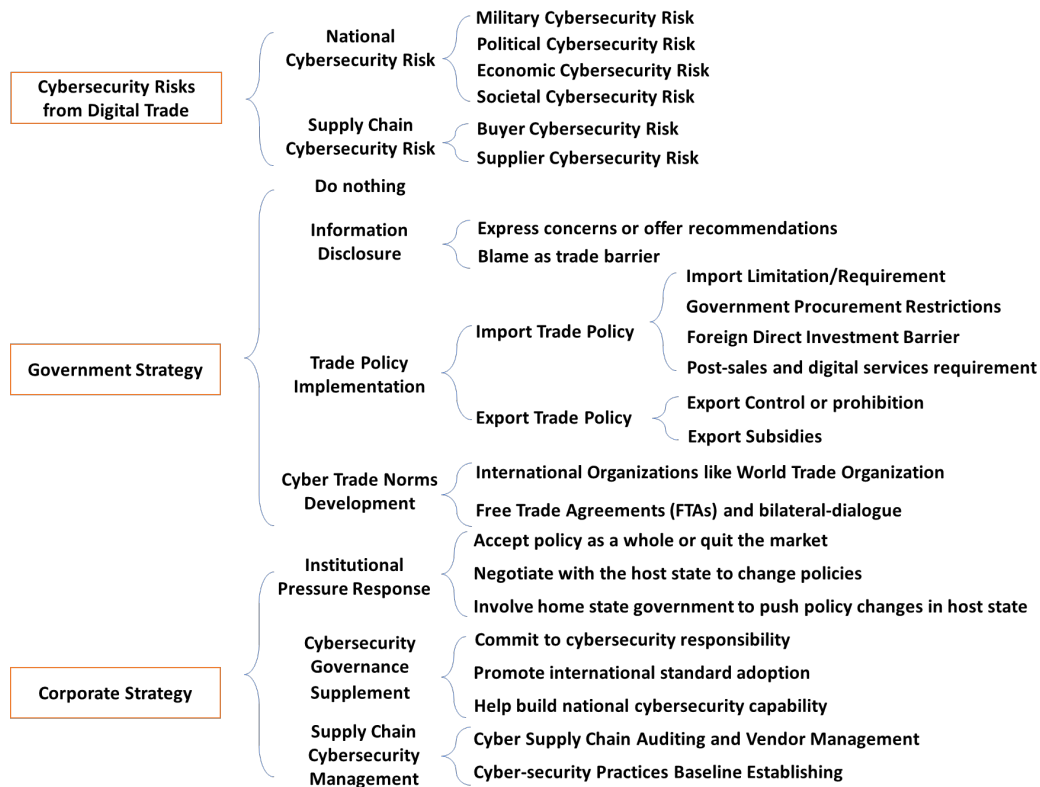 Cybersecurity Risks
from Digital Trade
National
Cybersecurity Risk
Military Cybersecurity Risk
Political Cybersecurity Risk
Economic Cybersecurity Risk
Societal Cybersecurity Risk
Supply Chain
Cybersecurity Risk
Buyer Cybersecurity Risk
Supplier Cybersecurity Risk
Government Strategy
Do nothing
Information
Disclosure
Express concerns or offer recommendations
Blame as trade barrier
Trade Policy
Implementation
Import Trade Policy
Import Limitation/Requirement
Government Procurement Restrictions
Foreign Direct Investment Barrier
Post-sales and digital services requirement
Export Trade Policy
Export Control or prohibition
Export Subsidies
Cyber Trade Norms
Development
International Organizations like World Trade Organization
Free Trade Agreements (FTAs) and bilateral-dialogue
Corporate Strategy
Institutional
Pressure Response
Accept policy as a whole or quit the market
Negotiate with the host state to change policies
Involve home state government to push policy changes in host state
Cybersecurity
Governance
Supplement
Commit to cybersecurity responsibility
Promote international standard adoption
Help build national cybersecurity capability
Supply Chain
Cybersecurity
Management
Cyber Supply Chain Auditing and Vendor Management
Cyber-security Practices Baseline Establishing